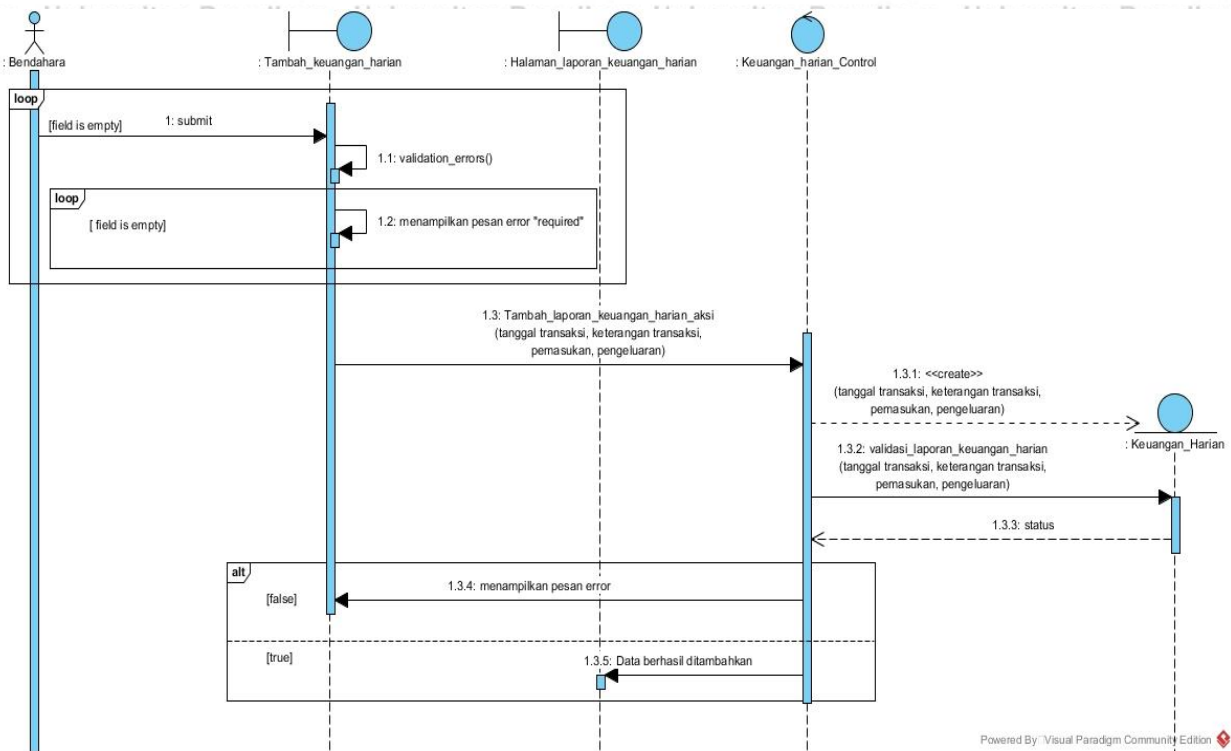 : Bendahara
: Tambah_keuangan_harian
: Halaman_laporan_keuangan_harian
: Keuangan_harian_Control
loop
[field is empty]
1: submit
1.1: validation_errors()
loop
[ field is empty]
1.2: menampilkan pesan error "required"
1.3: Tambah_laporan_keuangan_harian_aksi
(tanggal transaksi, keterangan transaksi,
pemasukan, pengeluaran)
1.3.1: <<create>>
(tanggal transaksi, keterangan transaksi,
pemasukan, pengeluaran)
: Keuangan_Harian
1.3.2: validasi_laporan_keuangan_harian
(tanggal transaksi, keterangan transaksi,
pemasukan, pengeluaran)
1.3.3: status
alt
[false]
1.3.4: menampilkan pesan error
[true]
1.3.5: Data berhasil ditambahkan
Powered By Visual Paradigm Community Edition